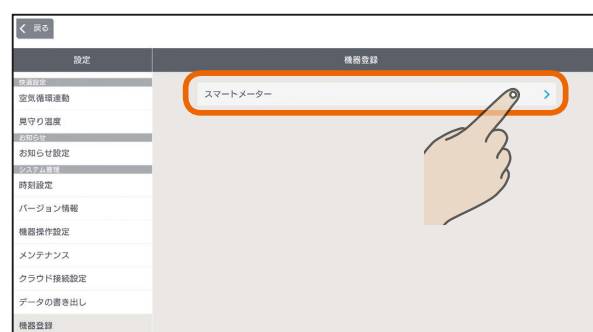 戻る
設定
機器登録
快適設定
空気循環連動
見守り温度
お知らせ
お知らせ設定
システム管理
時刻設定
バージョン情報
機器操作設定
メンテナンス
クラウド接続設定
データの書き出し
機器登録
スマートメーター